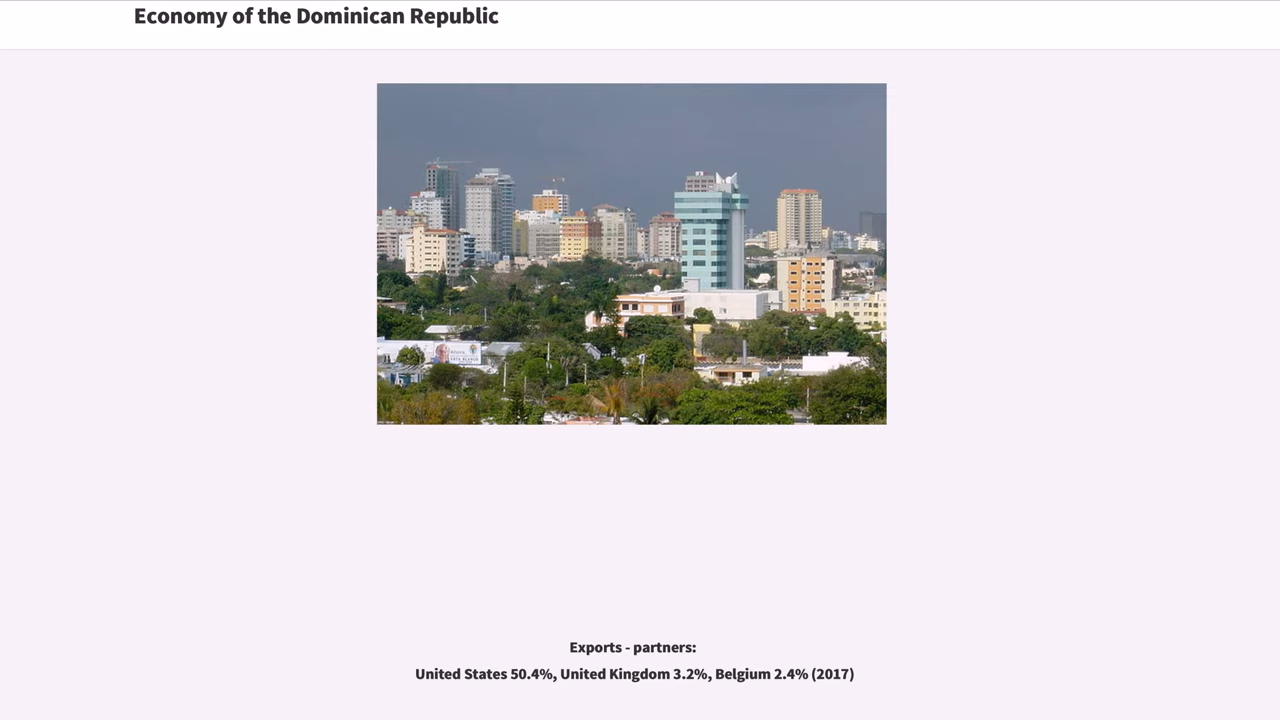 Economy of the Dominican Republic
Exports - partners:
United States 50.4%, United Kingdom 3.2%, Belgium 2.4% (2017)